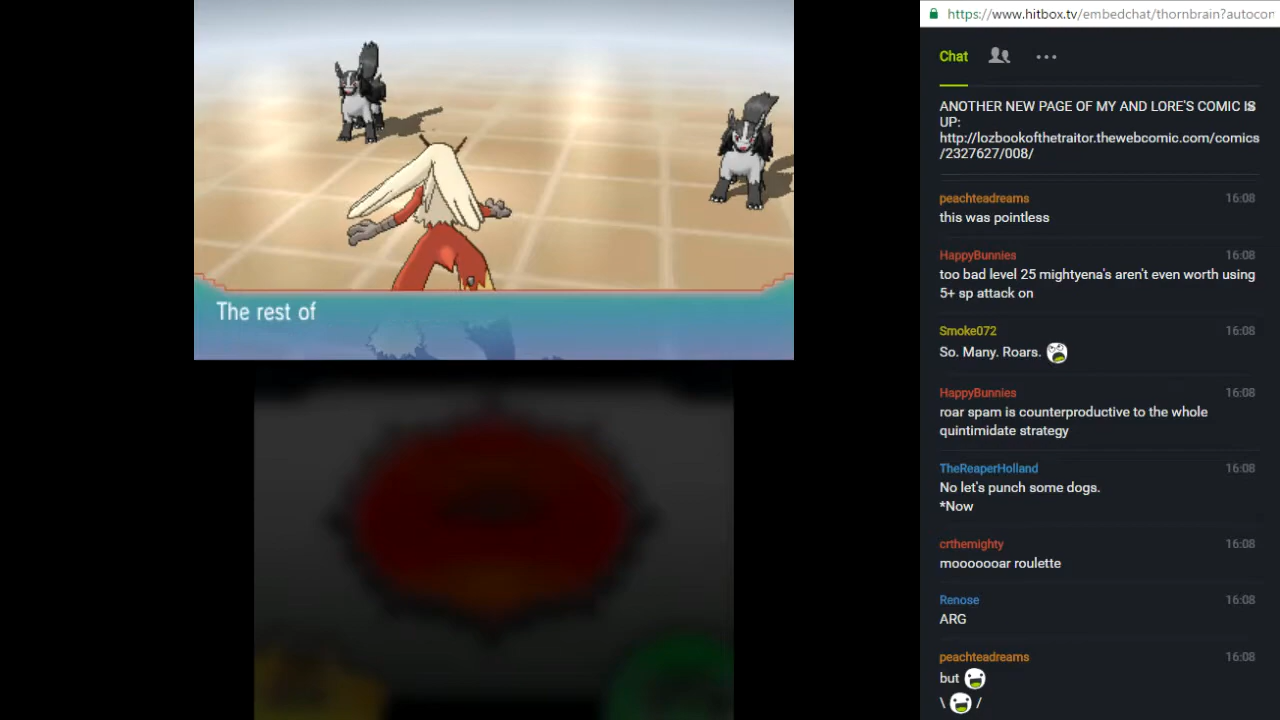 The rest of
https://www.hitbox.tv/embedchat/thornbrain?autocon
Chat
ANOTHER NEW PAGE OF MY AND LORE'S COMIC IS
UP:
http://lozbookofthetraitor.thewebcomic.com/comics
/2327627/008/
peachteadreams 16:08
this was pointless
HappyBunnies 16:08
too bad level 25 mightyena's aren't even worth using
5+ sp attack on
Smoke072 16:08
So. Many. Roars.
HappyBunnies 16:08
roar spam is counterproductive to the whole
quintimidate strategy
TheReaperHolland 16:08
No let's punch some dogs.
*Now
crthemighty 16:08
mooooooar roulette
Renose 16:08
ARG
peachteadreams 16:08
but
\ /